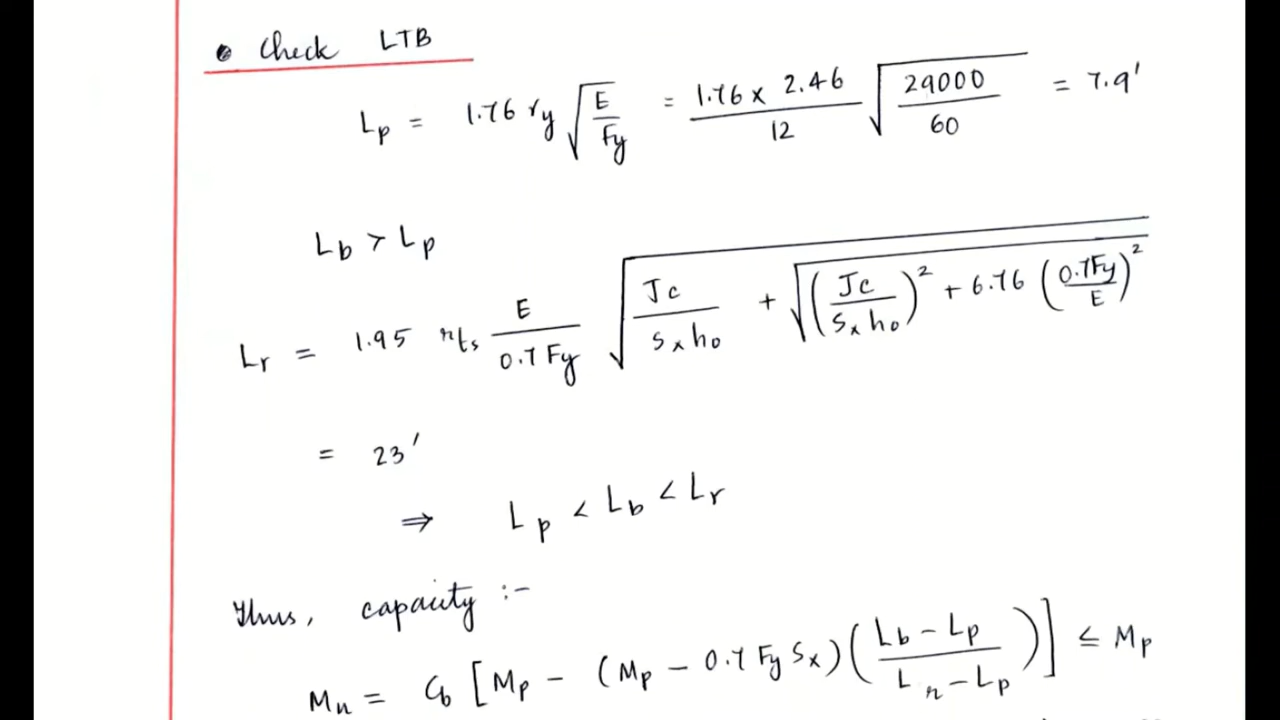 • Check LTB
Lp = 1.76 ry √(E/Fy) = (1.76 x 2.46)/12 √(29000/60) = 7.9'
Lb > Lp
Lr = 1.95 rts E/(0.7 Fy) √(Jc/(Sx ho) + √((Jc/(Sx ho))² + 6.76 (0.7Fy/E)²))
= 23'
⇒ Lp < Lb < Lr
Thus, capacity :-
Mn = Cb [Mp - (Mp - 0.7 Fy Sx) ((Lb - Lp)/(Lr - Lp))] ≤ Mp